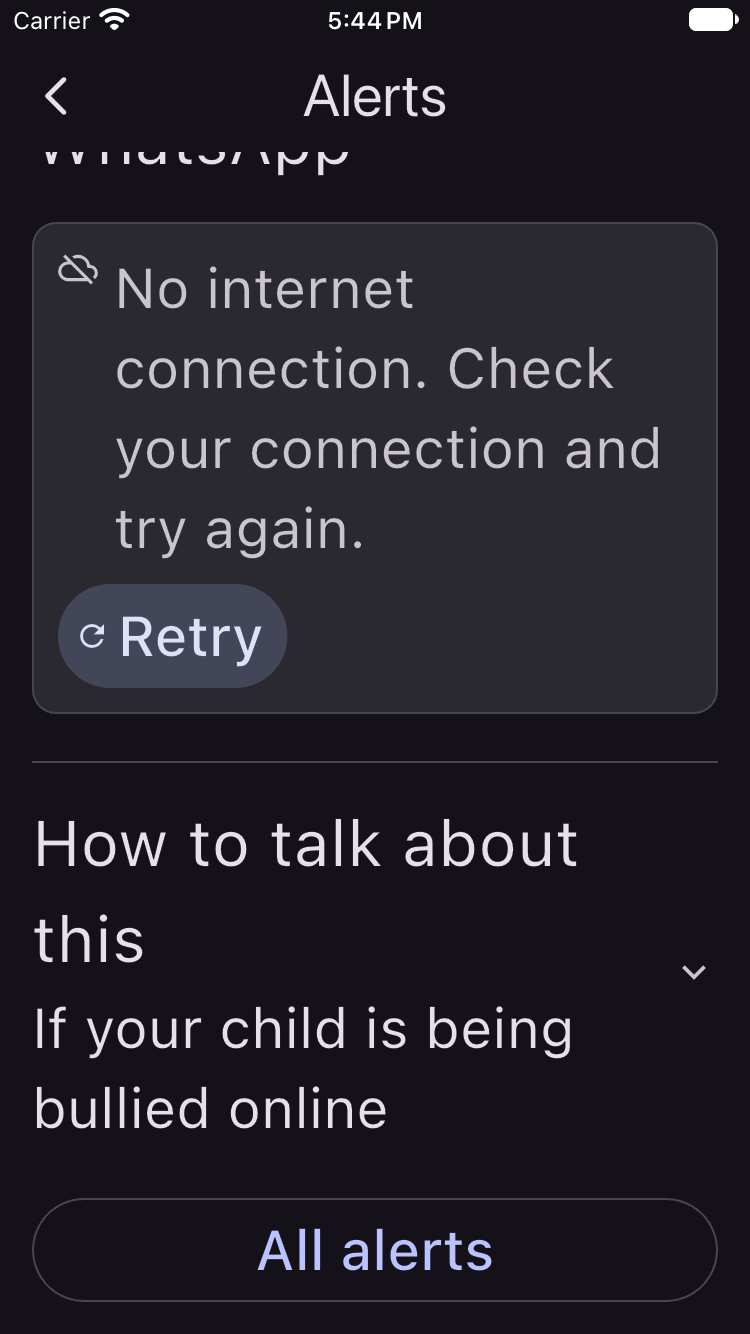 Carrier 5:44 PM
Alerts
WhatsApp
No internet
connection. Check
your connection and
try again.
Retry
How to talk about
this
If your child is being
bullied online
All alerts